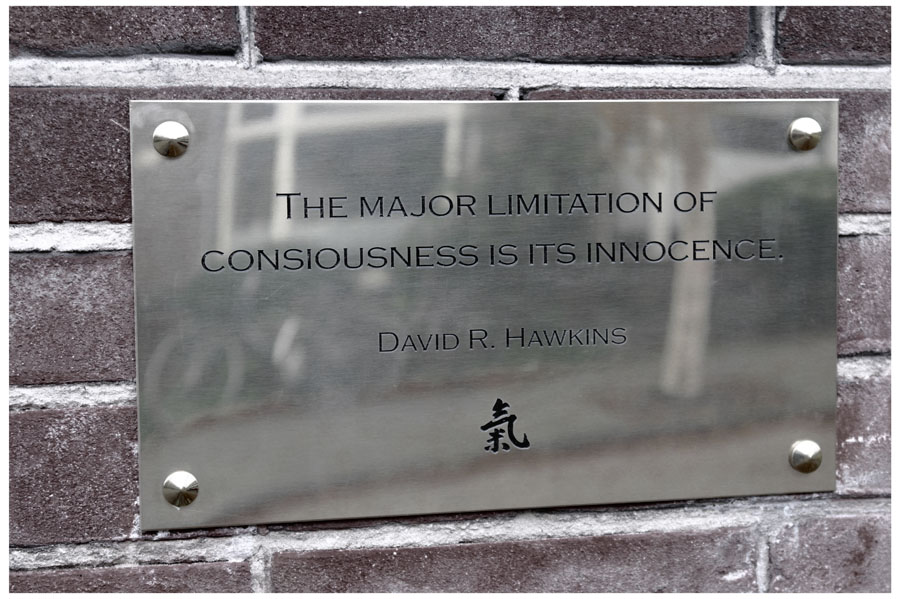 THE MAJOR LIMITATION OF
CONSIOUSNESS IS ITS INNOCENCE.
DAVID R. HAWKINS
氣